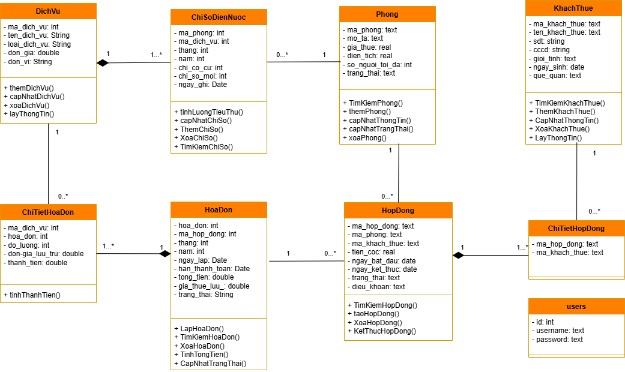 DichVu
- ma_dich_vu: int
- ten_dich_vu: String
- loai_dich_vu: String
- don_gia: double
- don_vi: String
+ themDichVu()
+ capNhatDichVu()
+ xoaDichVu()
+ layThongTin()
1
1...*
ChiSoDienNuoc
- ma_phong: int
- ma_dich_vu: int
- thang: int
- nam: int
- chi_co_cu: int
- chi_so_moi: int
- ngay_ghi: Date
+ tinhLuongTieuThu()
+ capNhatChiSo()
+ ThemChiSo()
+ XoaChiSo()
+ TimKiemChiSo()
0...*
1
Phong
- ma_phong: text
- mo_ta: text
- gia_thue: real
- dien_tich: real
- so_nguoi_toi_da: int
- trang_thai: text
+ TimKiemPhong()
+ themPhong()
+ capNhatThongTin()
+ capNhatTrangThai()
+ xoaPhong()
KhachThue
- ma_khach_thue: text
- ten_khach_thue: text
- sdt: string
- cccd: string
- gioi_tinh: text
- ngay_sinh: date
- que_quan: text
+ TimKiemKhachThue()
+ ThemKhachThue()
+ CapNhatThongTin()
+ XoaKhachThue()
+ LayThongTin()
1
0..*
1
0...*
1
0...*
ChiTietHoaDon
- ma_dich_vu: int
- hoa_don: int
- do_luong: int
- don-gia_luu_tru: double
- thanh_tien: double
+ tinhThanhTien()
1...*
1
HoaDon
- hoa_don: int
- ma_hop_dong: int
- thang: int
- nam: int
- ngay_lap: Date
- han_thanh_toan: Date
- tong_tien: double
- gia_thue_luu_: double
- trang_thai: String
+ LapHoaDon()
+ TimKiemHoaDon()
+ XoaHoaDon()
+ TinhTongTien()
+ CapNhatTrangThai()
1
0...*
HopDong
- ma_hop_dong: text
- ma_phong: text
- ma_khach_thue: text
- tien_coc: real
- ngay_bat_dau: date
- ngay_ket_thuc: date
- trang_thai: text
- dieu_khoan: text
+ TimKiemHopDong()
+ taoHopDong()
+ XoaHopDong()
+ KetThucHopDong()
1
1...*
ChiTietHopDong
- ma_hop_dong: text
- ma_khach_thue: text
users
- id: int
- username: text
- password: text